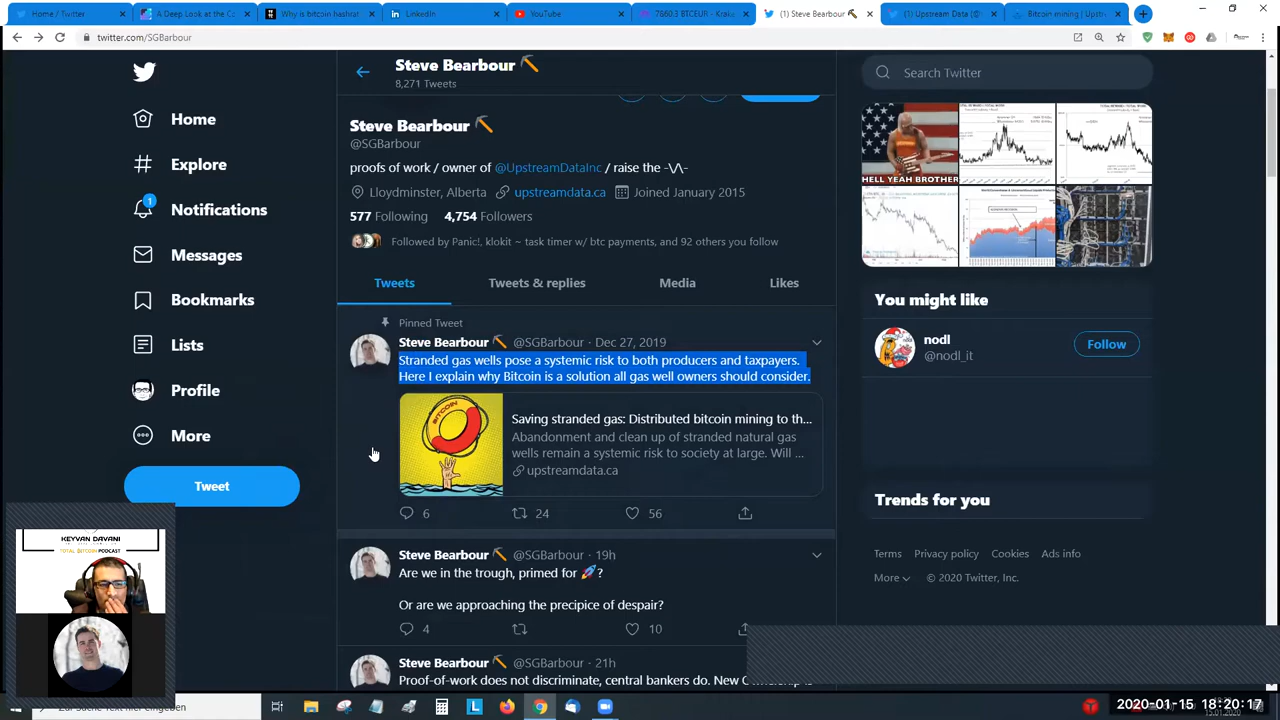 Home / Twitter
A Deep Look at the Co
Why is bitcoin hashrat
LinkedIn
YouTube
7660.3 BTCEUR - Krake
(1) Steve Bearbour
(1) Upstream Data (
Bitcoin mining | Upstr
twitter.com/SGBarbour
Steve Bearbour
8,271 Tweets
Search Twitter
Home
Explore
1
Notifications
Messages
Bookmarks
Lists
Profile
More
Tweet
@SGBarbour
proofs of work / owner of @UpstreamDataInc / raise the -\/\-
Lloydminster, Alberta upstreamdata.ca Joined January 2015
577 Following 4,754 Followers
Followed by Panic!, klokit ~ task timer w/ btc payments, and 92 others you follow
Tweets Tweets & replies Media Likes
Pinned Tweet
Steve Bearbour @SGBarbour · Dec 27, 2019
Stranded gas wells pose a systemic risk to both producers and taxpayers.
Here I explain why Bitcoin is a solution all gas well owners should consider.
BITCOIN
Saving stranded gas: Distributed bitcoin mining to th...
Abandonment and clean up of stranded natural gas
wells remain a systemic risk to society at large. Will ...
upstreamdata.ca
6 24 56
Steve Bearbour @SGBarbour · 19h
Are we in the trough, primed for 🚀?
Or are we approaching the precipice of despair?
4 10
Steve Bearbour @SGBarbour · 21h
Proof-of-work does not discriminate, central bankers do. New
HELL YEAH BROTHER
You might like
nodl
@nodl_it
Follow
Trends for you
Terms Privacy policy Cookies Ads info
More © 2020 Twitter, Inc.
KEYVAN DAVANI
TOTAL BITCOIN PODCAST
Zur Suche Text hier eingeben
2020-01-15 18:20:17